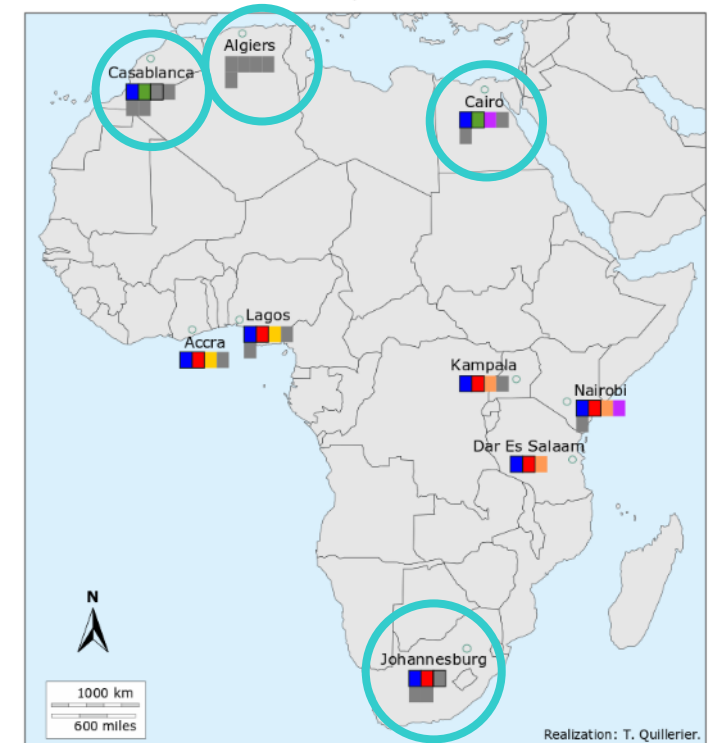 Algiers
Casablanca
Cairo
Lagos
Accra
Kampala
Nairobi
Dar Es Salaam
N
Johannesburg
1000 km
600 miles
Realization: T. Quillerier.